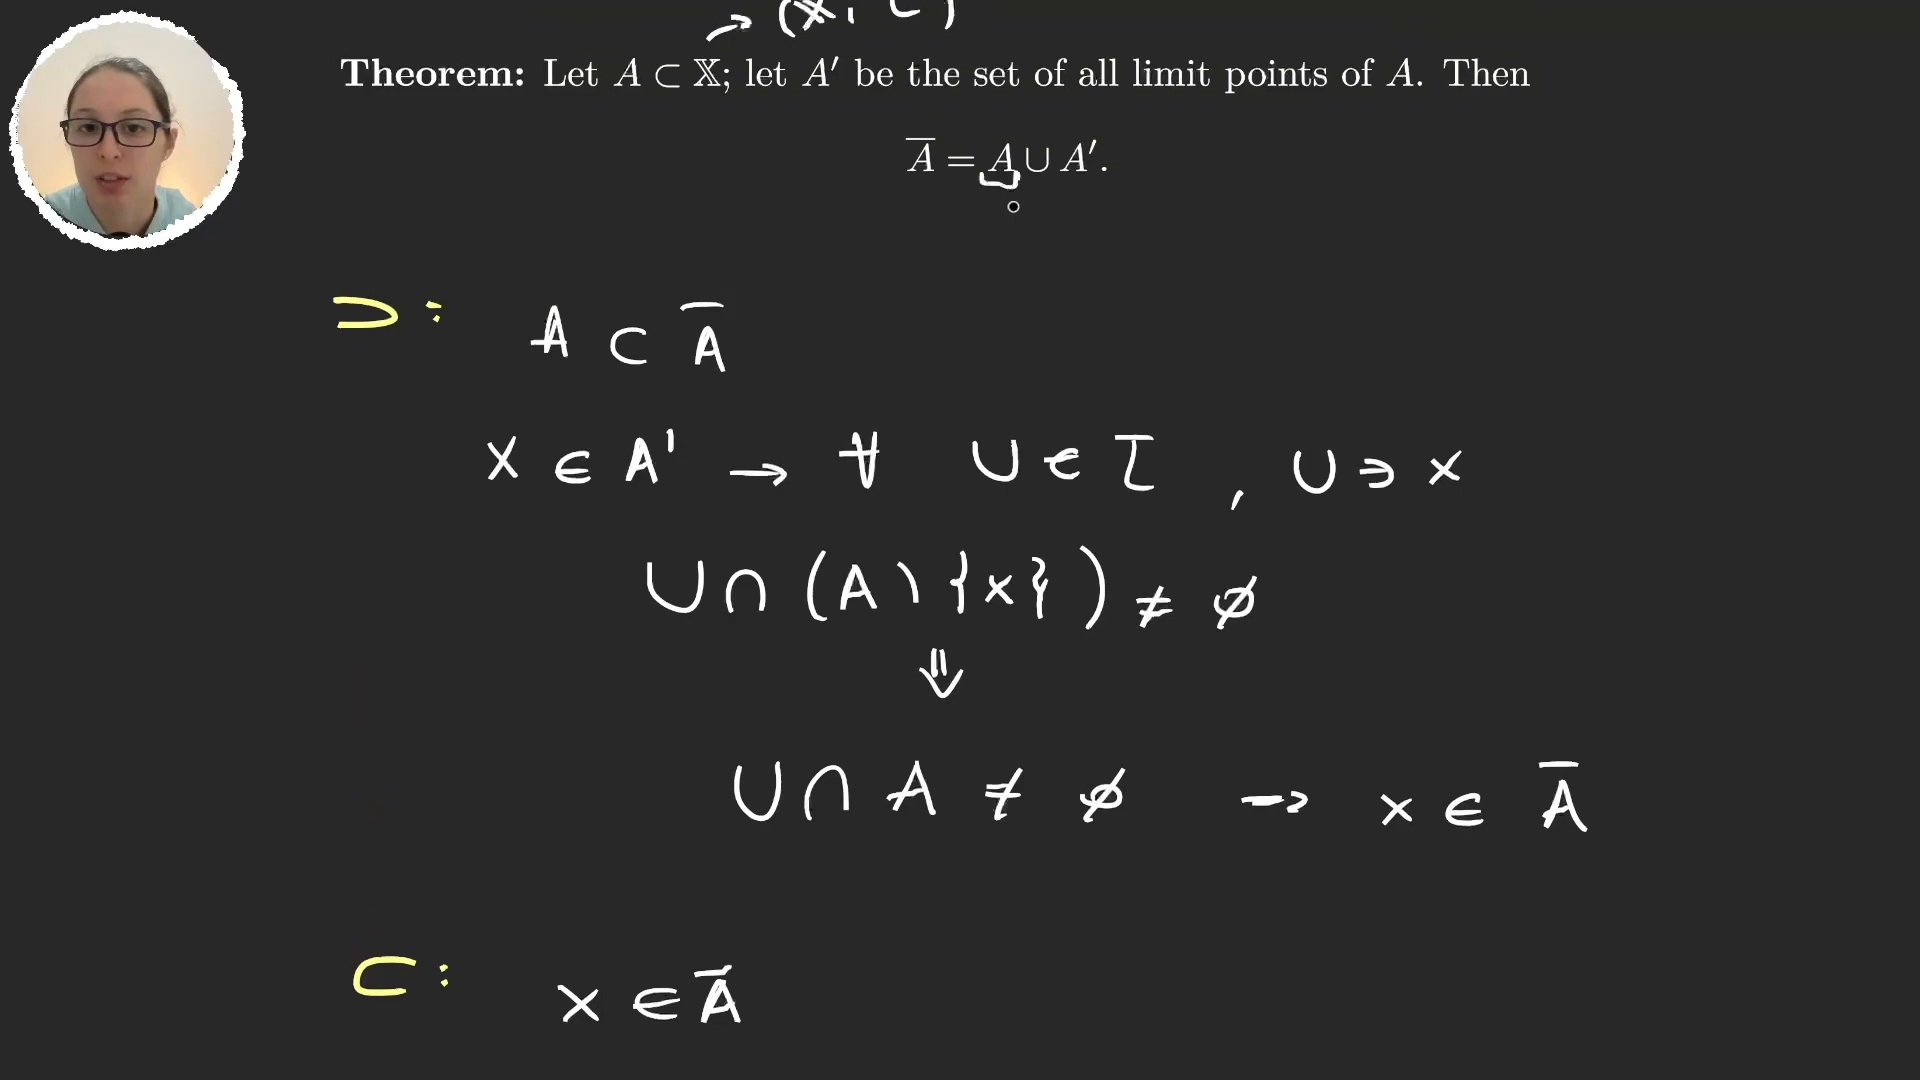 → (𝕏, τ)
Theorem: Let A ⊂ 𝕏; let A′ be the set of all limit points of A. Then
A̅ = A ∪ A′.
⊃ :
A ⊂ A̅
x ∈ A' → ∀ U ∈ τ , U ∋ x
U ∩ (A \ {x}) ≠ ∅
⇓
U ∩ A ≠ ∅ → x ∈ A̅
⊂ : x ∈ A̅